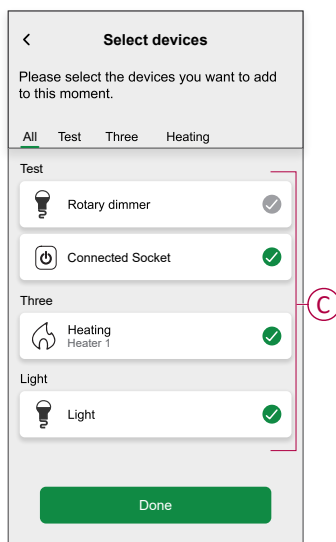 Select devices
Please select the devices you want to add
to this moment.
All Test Three Heating
Test
Rotary dimmer
Connected Socket
Three
Heating
Heater 1
Light
Light
Done
C